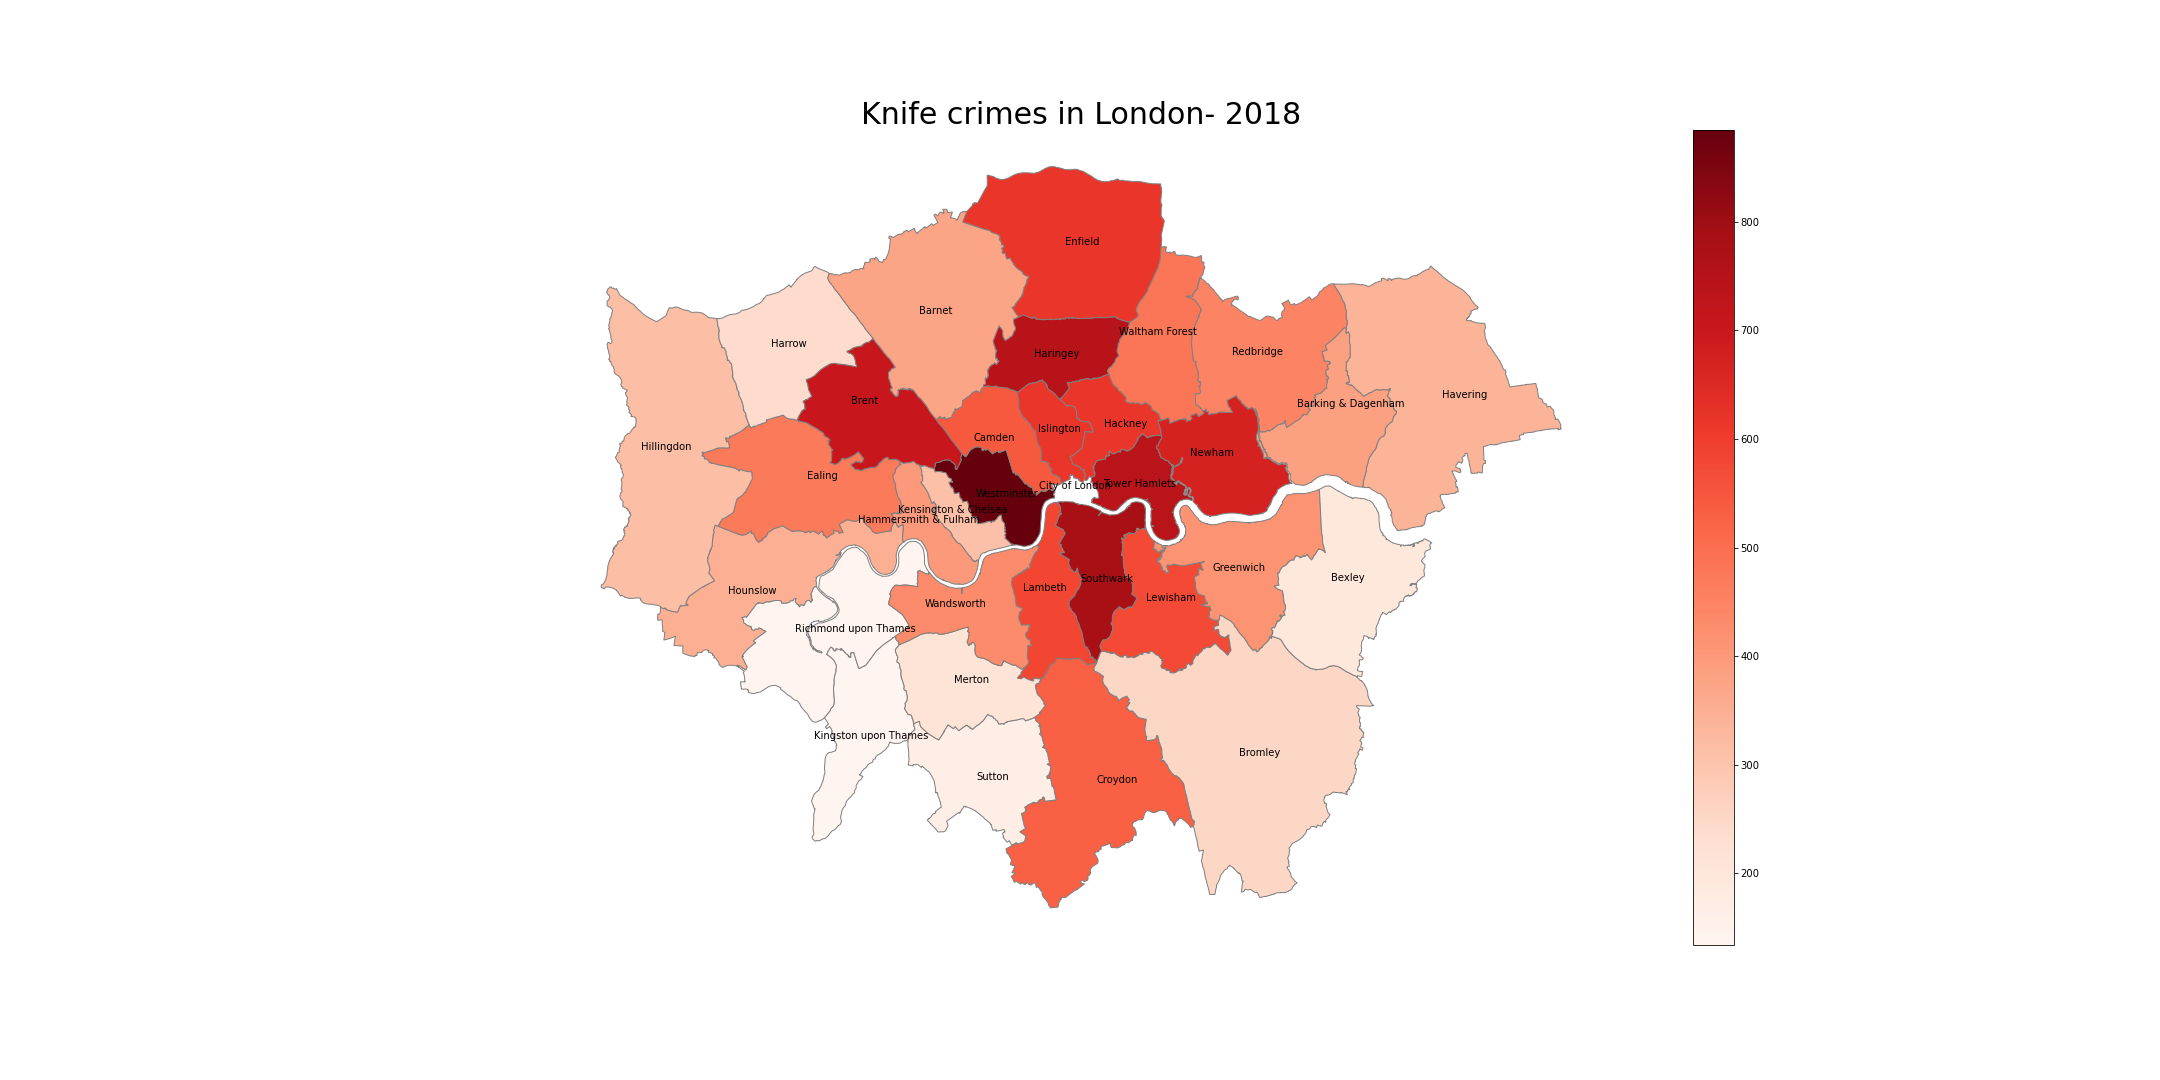 Knife crimes in London- 2018
Enfield
Barnet
Waltham Forest
Harrow
Redbridge
Haringey
Havering
Brent
Barking & Dagenham
Hackney
Islington
Camden
Hillingdon
Newham
Ealing
Tower Hamlets
City of London
Westminster
Kensington & Chelsea
Hammersmith & Fulham
Greenwich
Bexley
Southwark
Lambeth
Hounslow
Lewisham
Wandsworth
Richmond upon Thames
Merton
Kingston upon Thames
Bromley
Sutton
Croydon
800
700
600
500
400
300
200